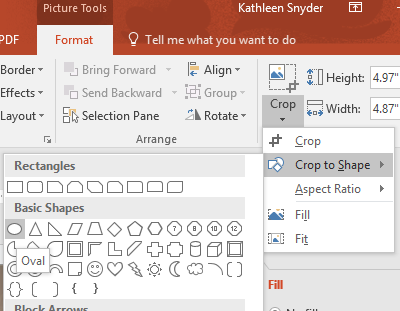 Picture Tools
Kathleen Snyder
PDF
Format
Tell me what you want to do
Border
Effects
Layout
Bring Forward
Send Backward
Selection Pane
Align
Group
Rotate
Arrange
Crop
Height: 4.97"
Width: 4.87"
Crop
Crop to Shape
Aspect Ratio
Fill
Fit
Rectangles
Basic Shapes
7 8 10 12
Oval
Block Arrows
Fill